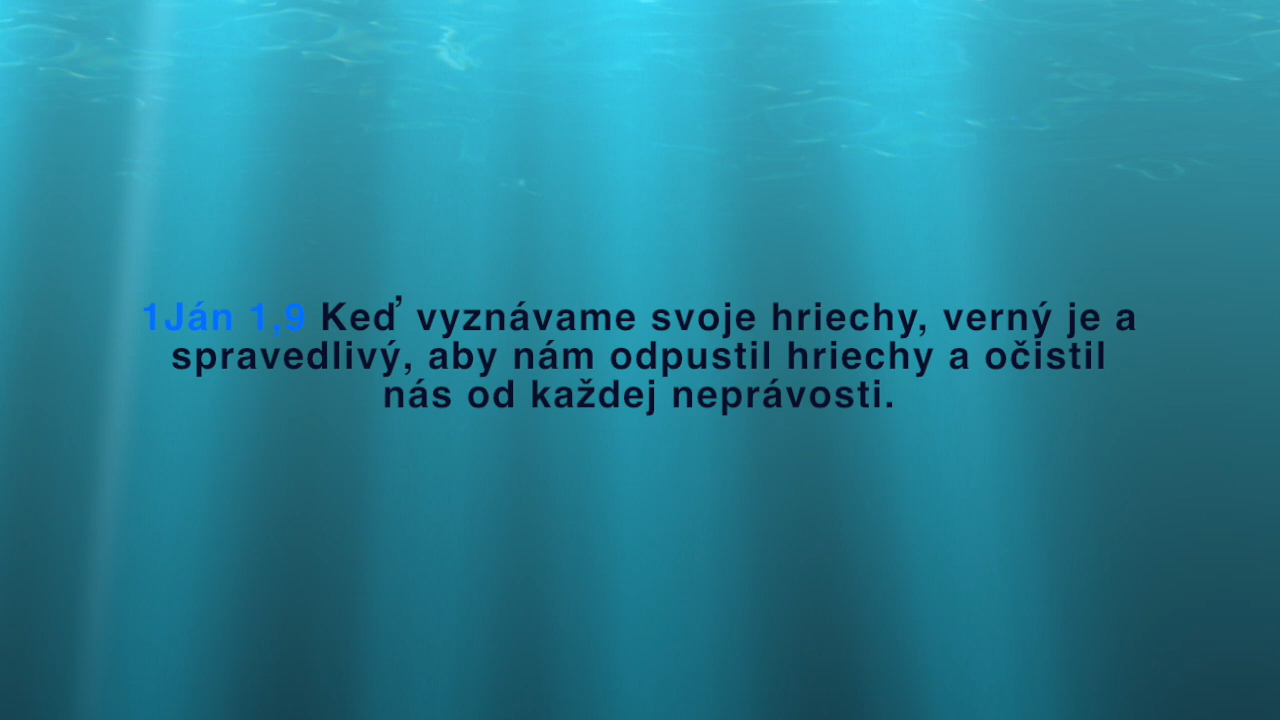 1Ján 1,9 Keď vyznávame svoje hriechy, verný je a
spravedlivý, aby nám odpustil hriechy a očistil
nás od každej neprávosti.